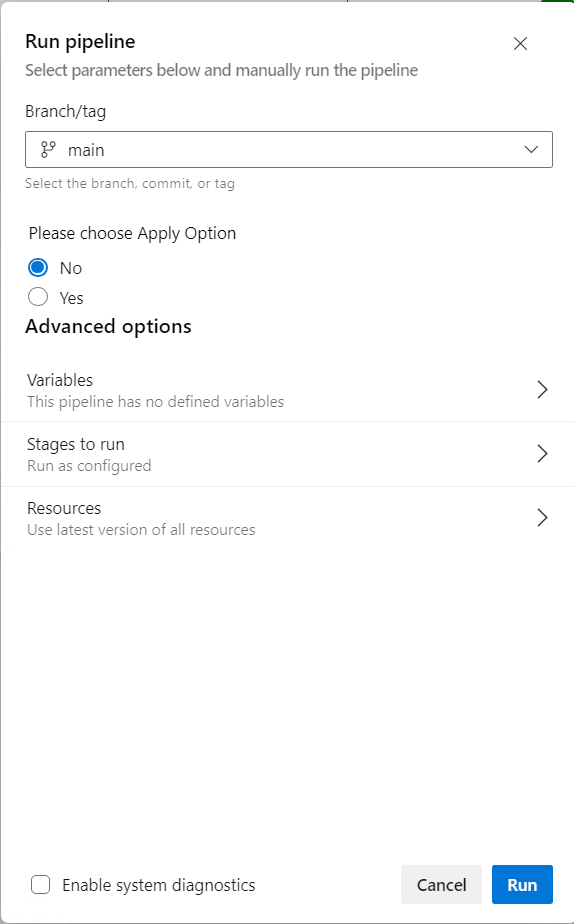 Run pipeline
Select parameters below and manually run the pipeline
Branch/tag
main
Select the branch, commit, or tag
Please choose Apply Option
No
Yes
Advanced options
Variables
This pipeline has no defined variables
Stages to run
Run as configured
Resources
Use latest version of all resources
Enable system diagnostics
Cancel
Run